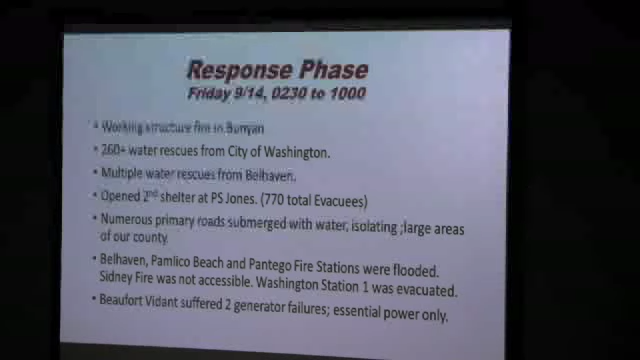 Response Phase
Friday 9/14, 0230 to 1000
• Working structure fire in Bunyan
• 260+ water rescues from City of Washington.
• Multiple water rescues from Belhaven.
• Opened 2nd shelter at PS Jones. (770 total Evacuees)
• Numerous primary roads submerged with water, isolating ;large areas
of our county.
• Belhaven, Pamlico Beach and Pantego Fire Stations were flooded.
Sidney Fire was not accessible. Washington Station 1 was evacuated.
• Beaufort Vidant suffered 2 generator failures; essential power only.